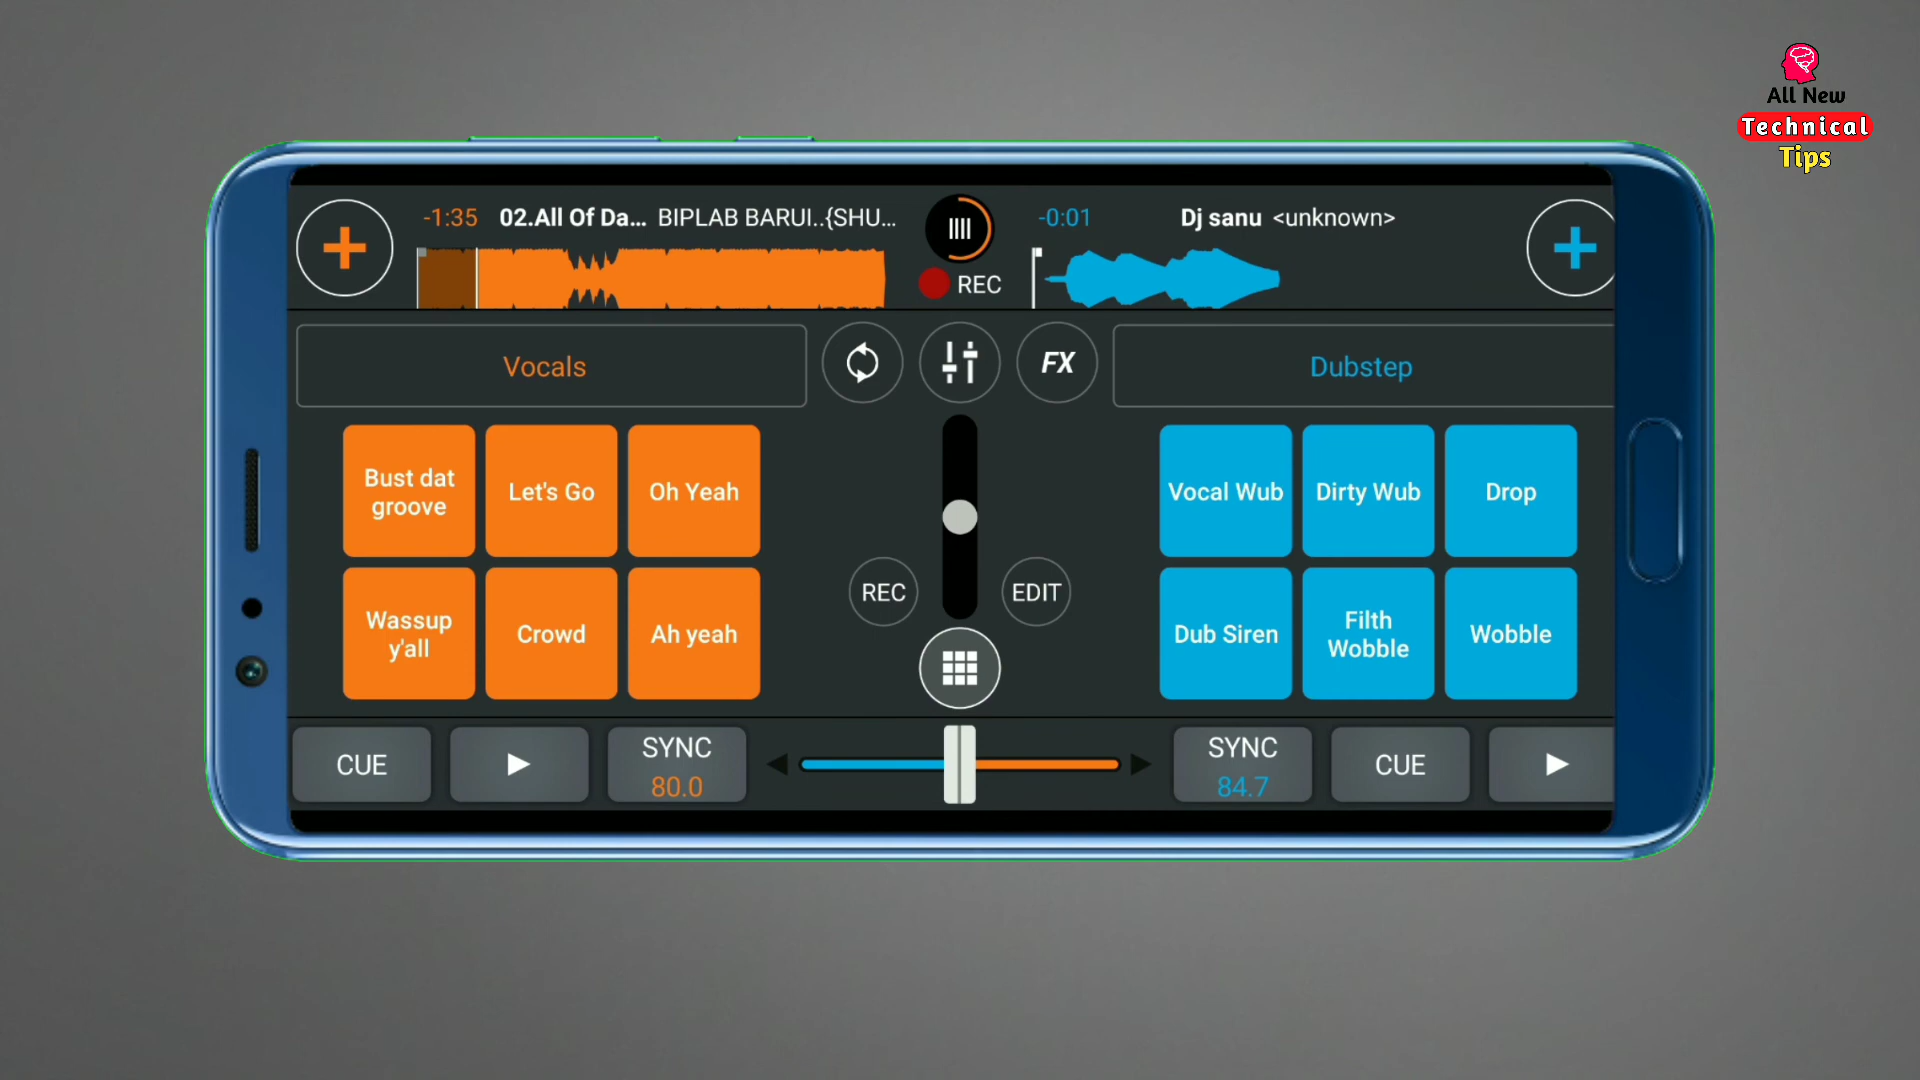 All New
Technical
Tips
-1:35 02.All Of Da... BIPLAB BARUI..{SHU...
-0:01 Dj sanu <unknown>
REC
Vocals
FX
Dubstep
Bust dat
groove
Let's Go
Oh Yeah
Vocal Wub
Dirty Wub
Drop
REC
EDIT
Wassup
y'all
Crowd
Ah yeah
Dub Siren
Filth
Wobble
Wobble
CUE
SYNC
80.0
SYNC
84.7
CUE